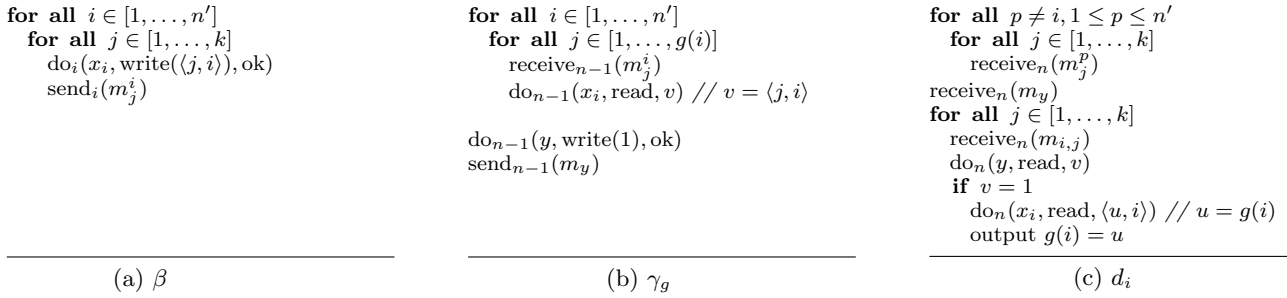 for all i ∈ [1, . . . , n′]
for all j ∈ [1, . . . , k]
do_i(x_i, write(⟨j, i⟩), ok)
send_i(m^i_j)
(a) β
for all i ∈ [1, . . . , n′]
for all j ∈ [1, . . . , g(i)]
receive_{n−1}(m^i_j)
do_{n−1}(x_i, read, v) // v = ⟨j, i⟩
do_{n−1}(y, write(1), ok)
send_{n−1}(m_y)
(b) γ_g
for all p ≠ i, 1 ≤ p ≤ n′
for all j ∈ [1, . . . , k]
receive_n(m^p_j)
receive_n(m_y)
for all j ∈ [1, . . . , k]
receive_n(m_{i,j})
do_n(y, read, v)
if v = 1
do_n(x_i, read, ⟨u, i⟩) // u = g(i)
output g(i) = u
(c) d_i